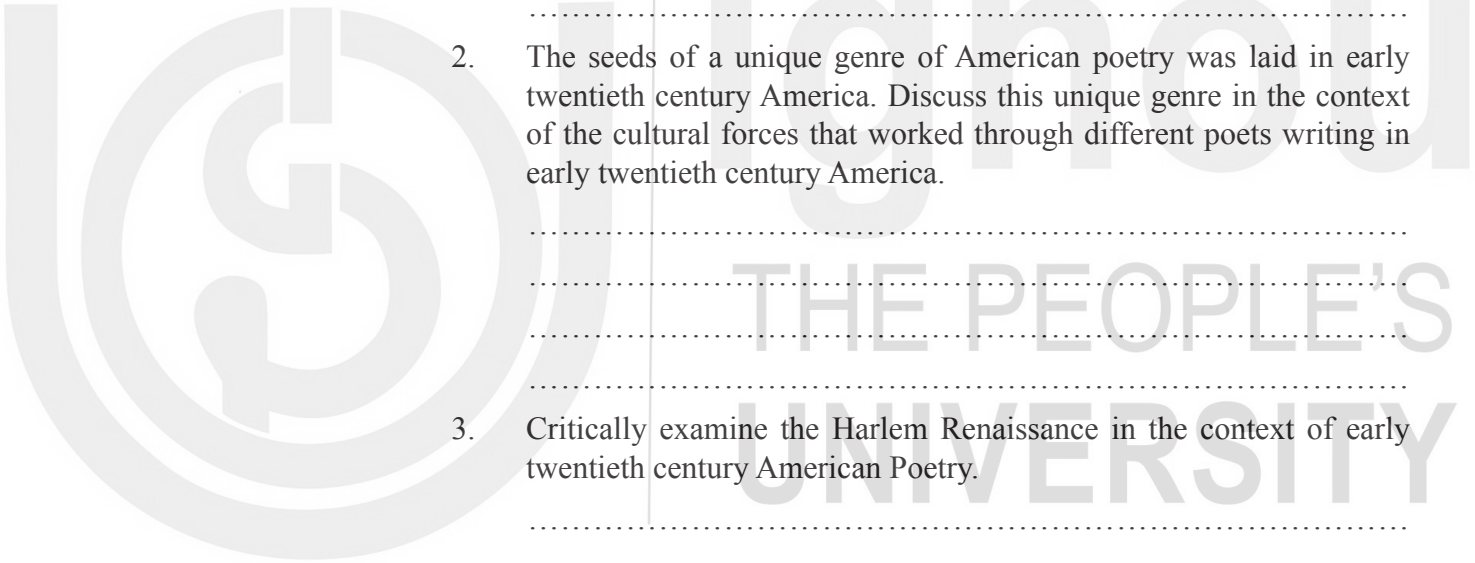 ………………………………………………………………………
2. The seeds of a unique genre of American poetry was laid in early
twentieth century America. Discuss this unique genre in the context
of the cultural forces that worked through different poets writing in
early twentieth century America.
………………………………………………………………………
………………………………………………………………………
………………………………………………………………………
………………………………………………………………………
3. Critically examine the Harlem Renaissance in the context of early
twentieth century American Poetry.
………………………………………………………………………
ignou
THE PEOPLE'S
UNIVERSITY